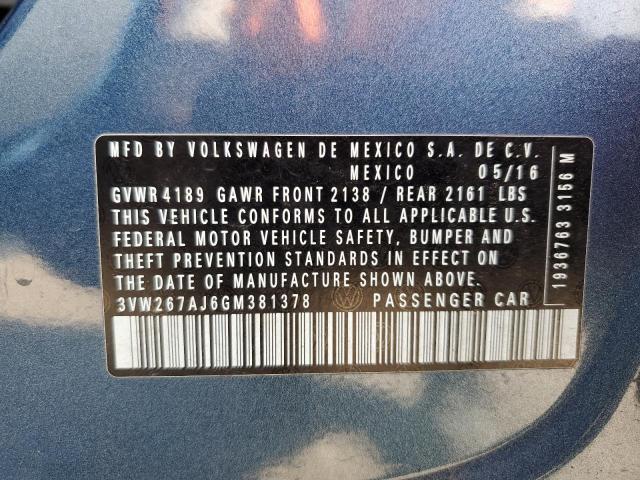 MFD BY VOLKSWAGEN DE MEXICO S.A. DE C.V.
MEXICO 05/16
GVWR 4189 GAWR FRONT 2138 / REAR 2161 LBS
THIS VEHICLE CONFORMS TO ALL APPLICABLE U.S.
FEDERAL MOTOR VEHICLE SAFETY, BUMPER AND
THEFT PREVENTION STANDARDS IN EFFECT ON
THE DATE OF MANUFACTURE SHOWN ABOVE.
3VW267AJ6GM381378 PASSENGER CAR
1936763 3156 M